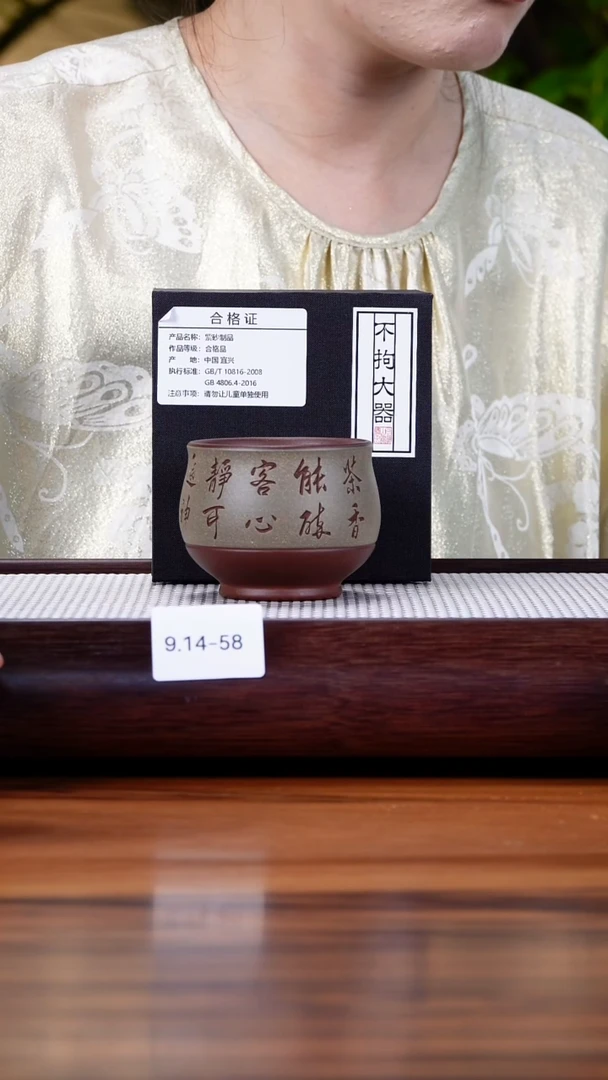 合格证
产品名称：紫砂制品
作品等级：合格品
产 地：中国宜兴
执行标准：GB/T 10816-2008
GB 4806.4-2016
注意事项：请勿让儿童单独使用
不拘大器
茶香
能醉
客心
靜可
9.14-58